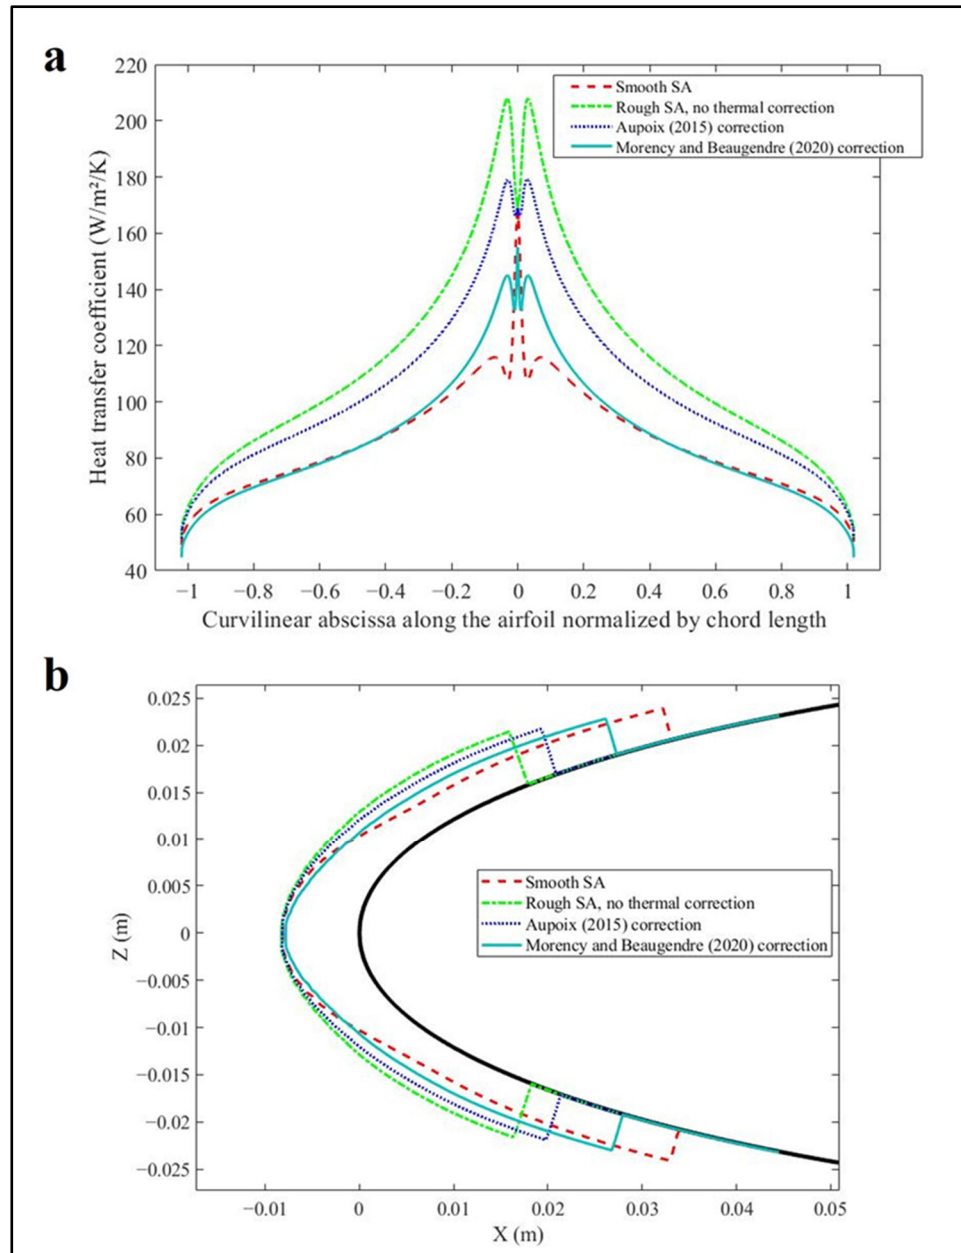 a
220
200
180
160
140
120
100
80
60
40
Heat transfer coefficient (W/m²/K)
Smooth SA
Rough SA, no thermal correction
Aupoix (2015) correction
Morency and Beaugendre (2020) correction
−1 −0.8 −0.6 −0.4 −0.2 0 0.2 0.4 0.6 0.8 1
Curvilinear abscissa along the airfoil normalized by chord length
b
0.025
0.02
0.015
0.01
0.005
0
−0.005
−0.01
−0.015
−0.02
−0.025
Z (m)
Smooth SA
Rough SA, no thermal correction
Aupoix (2015) correction
Morency and Beaugendre (2020) correction
−0.01 0 0.01 0.02 0.03 0.04 0.05
X (m)